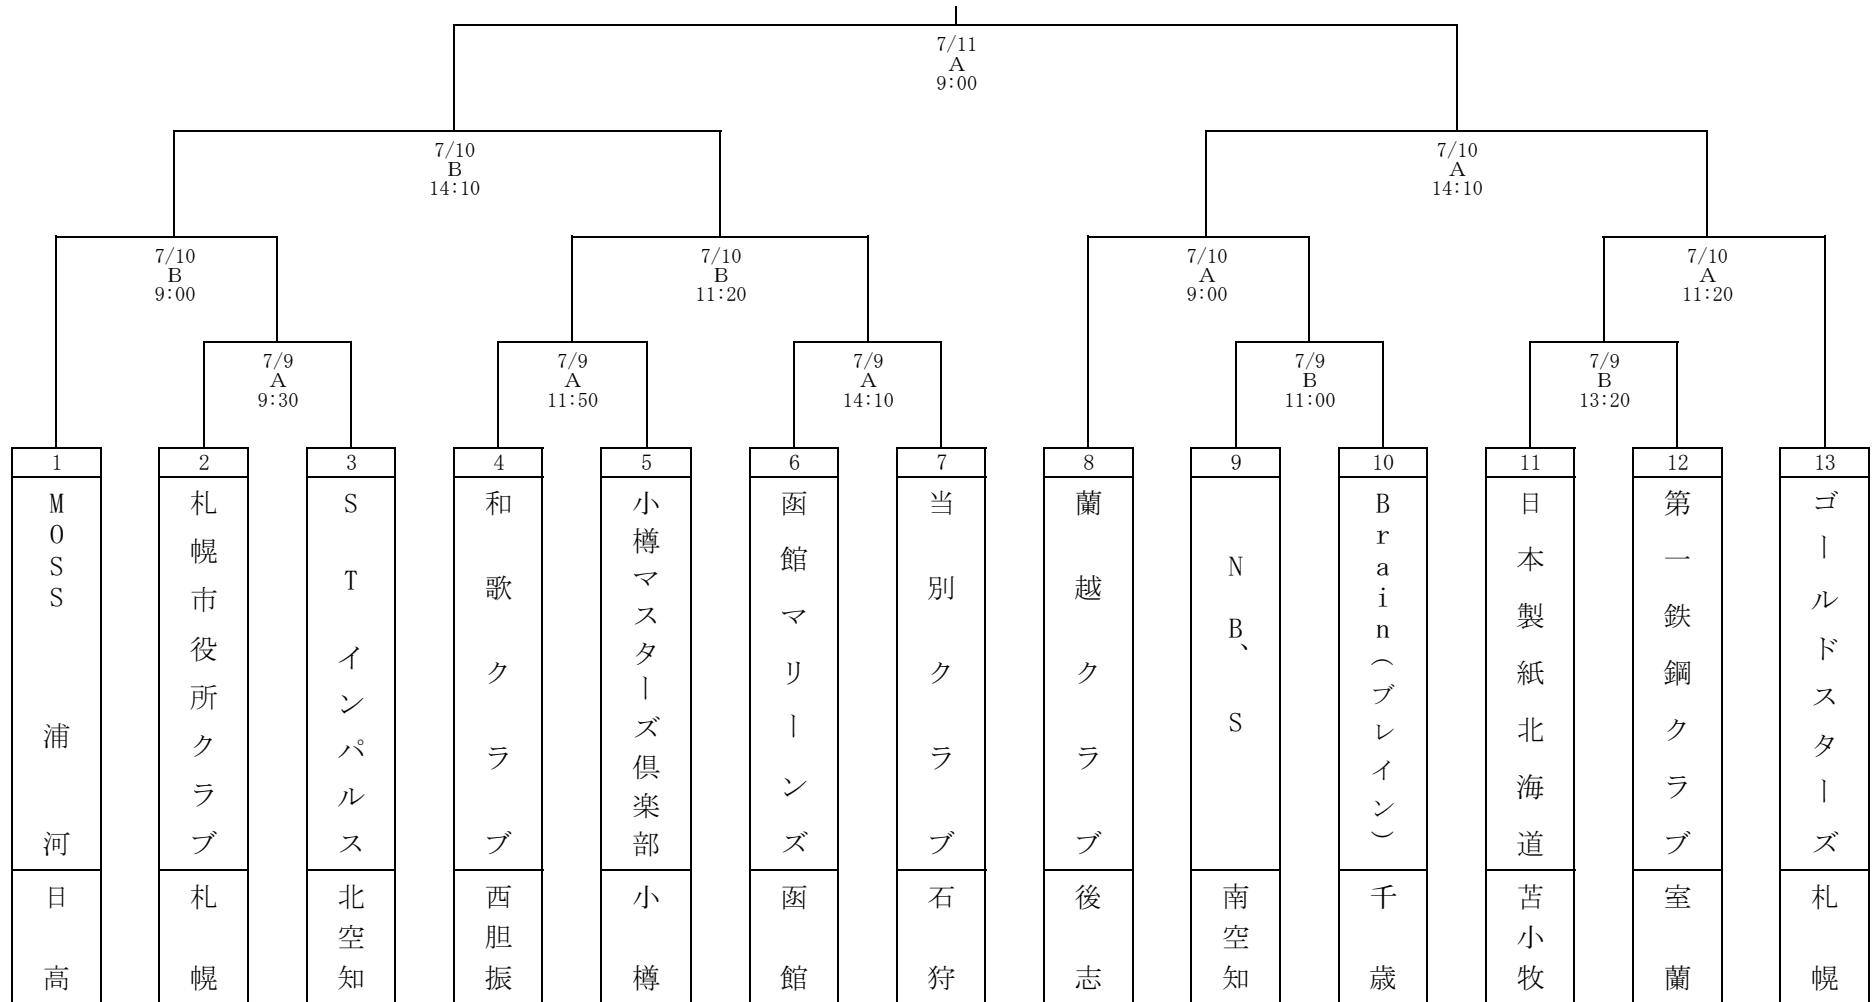 7/11
A
9:00
7/10
B
14:10
7/10
A
14:10
7/10
B
9:00
7/10
B
11:20
7/10
A
9:00
7/10
A
11:20
7/9
A
9:30
7/9
A
11:50
7/9
A
14:10
7/9
B
11:00
7/9
B
13:20
1
MOSS浦河
日高
2
札幌市役所クラブ
札幌
3
STインパルス
北空知
4
和歌クラブ
西胆振
5
小樽マスターズ倶楽部
小樽
6
函館マリーンズ
函館
7
当別クラブ
石狩
8
蘭越クラブ
後志
9
NB、S
南空知
10
Brain(ブレイン)
千歳
11
日本製紙北海道
苫小牧
12
第一鉄鋼クラブ
室蘭
13
ゴールドスターズ
札幌